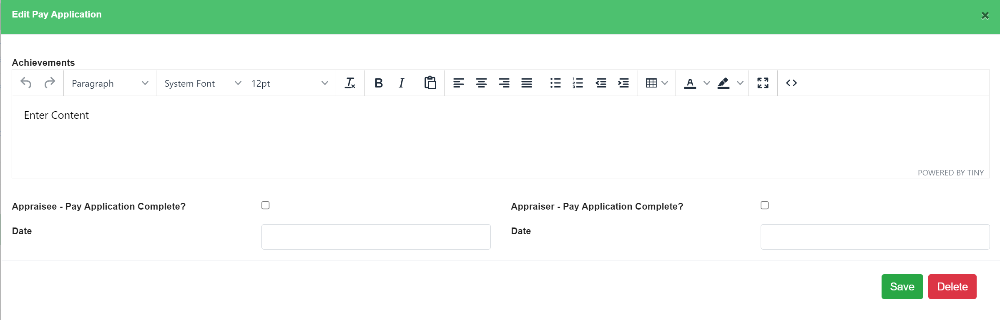 Edit Pay Application
Achievements
Paragraph System Font 12pt
Enter Content
POWERED BY TINY
Appraisee - Pay Application Complete? Appraiser - Pay Application Complete?
Date Date
Save Delete